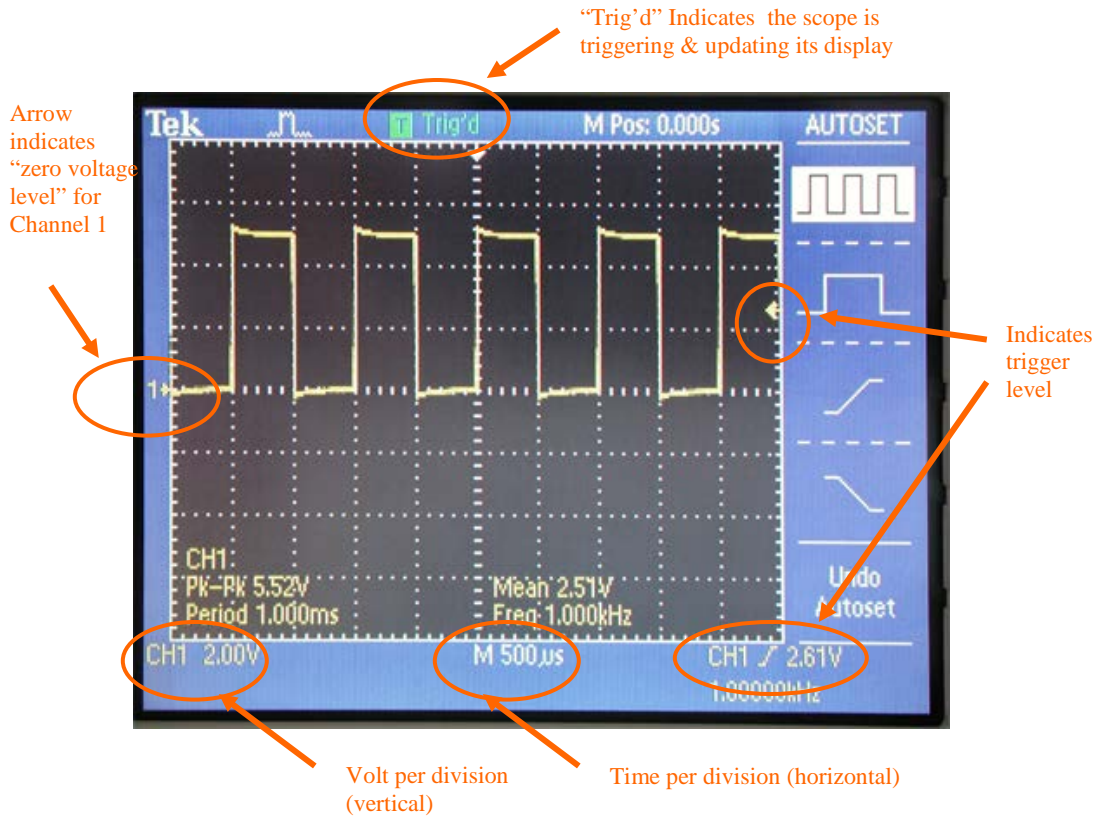 “Trig’d” Indicates the scope is
triggering & updating its display
Arrow
indicates
“zero voltage
level” for
Channel 1
Tek
T Trig'd
M Pos: 0.000s
AUTOSET
1
Indicates
trigger
level
CH1
Pk-Pk 5.52V
Mean 2.51V
Period 1.000ms
Freq 1.000kHz
Undo
Autoset
CH1 2.00V
M 500µs
CH1 2.61V
1.00000kHz
Volt per division
(vertical)
Time per division (horizontal)